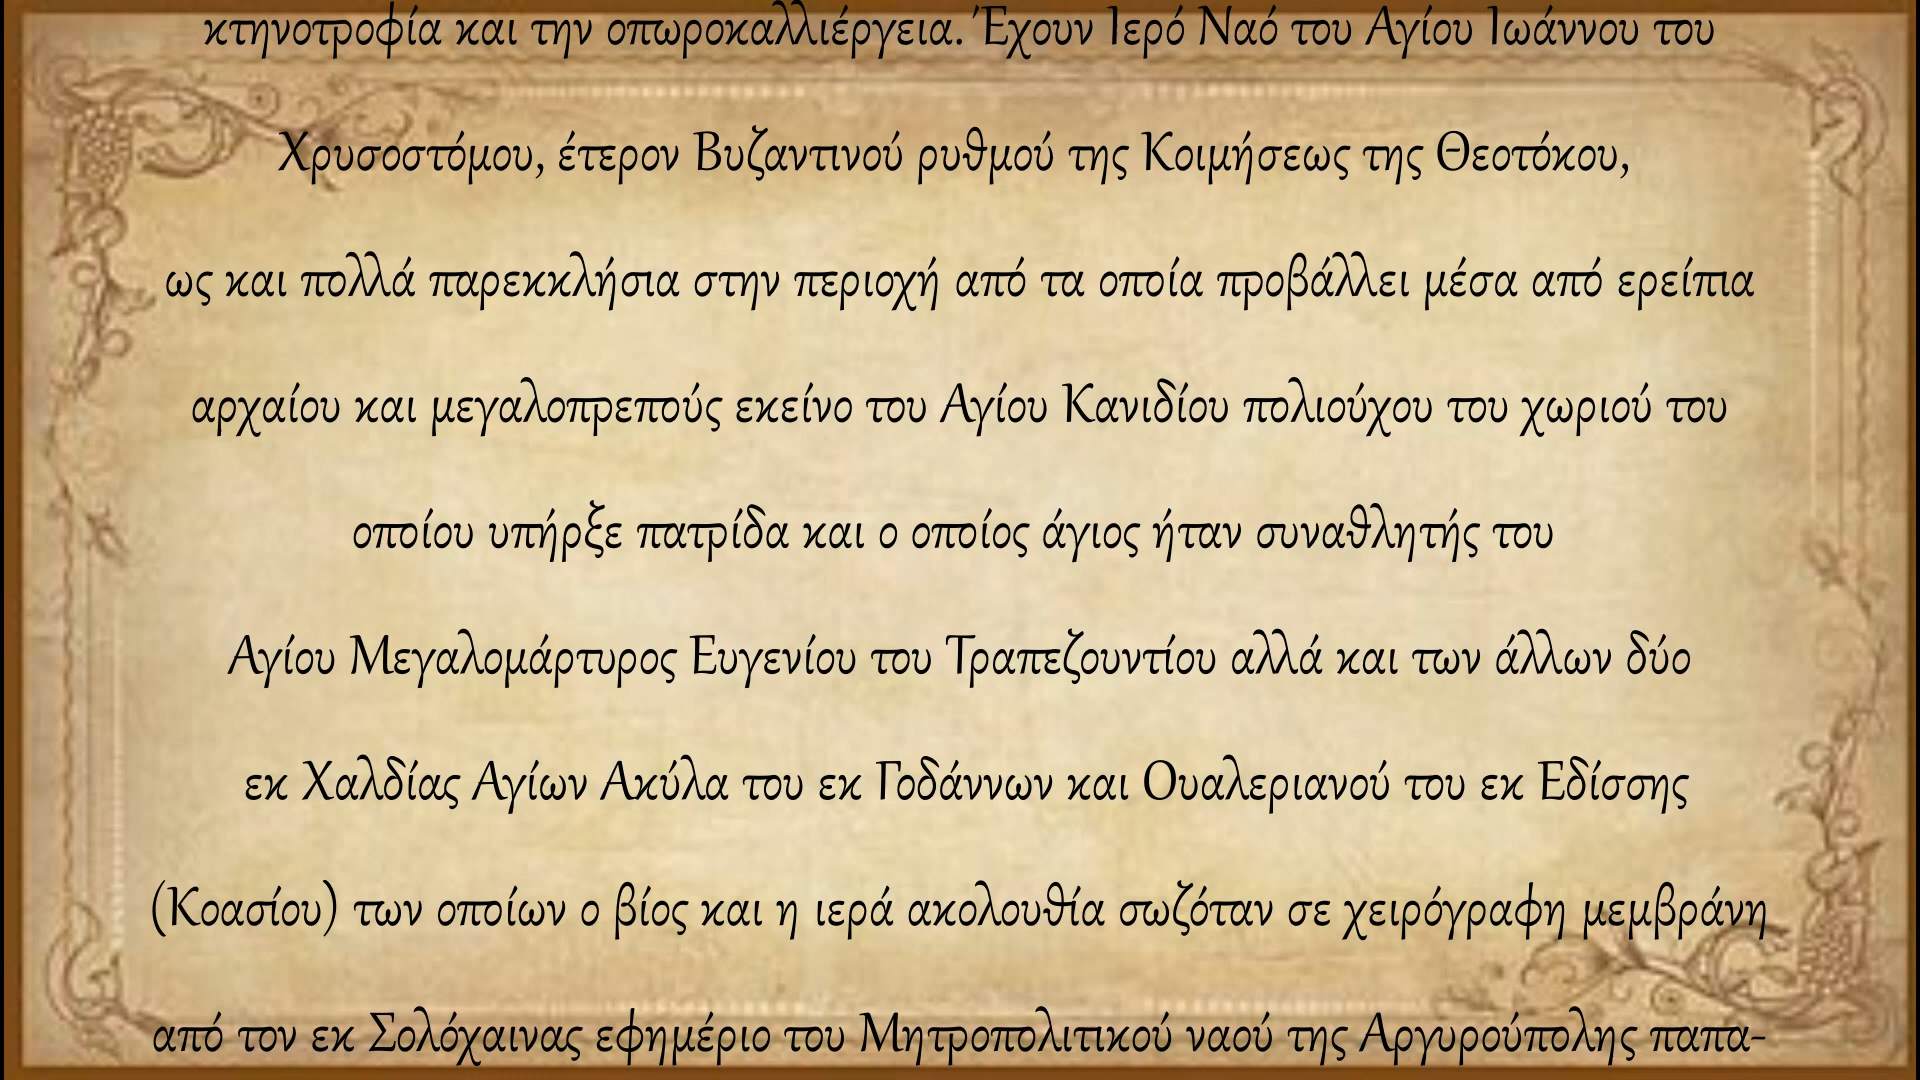 κτηνοτροφία και την οπωροκαλλιέργεια. Έχουν Ιερό Ναό του Αγίου Ιωάννου του
Χρυσοστόμου, έτερον Βυζαντινού ρυθμού της Κοιμήσεως της Θεοτόκου,
ως και πολλά παρεκκλήσια στην περιοχή από τα οποία προβάλλει μέσα από ερείπια
αρχαίου και μεγαλοπρεπούς εκείνο του Αγίου Κανιδίου πολιούχου του χωριού του
οποίου υπήρξε πατρίδα και ο οποίος άγιος ήταν συναθλητής του
Αγίου Μεγαλομάρτυρος Ευγενίου του Τραπεζουντίου αλλά και των άλλων δύο
εκ Χαλδίας Αγίων Ακύλα του εκ Γοδάννων και Ουαλεριανού του εκ Εδίσσης
(Κοασίου) των οποίων ο βίος και η ιερά ακολουθία σωζόταν σε χειρόγραφη μεμβράνη
από τον εκ Σολόχαινας εφημέριο του Μητροπολιτικού ναού της Αργυρούπολης παπα-